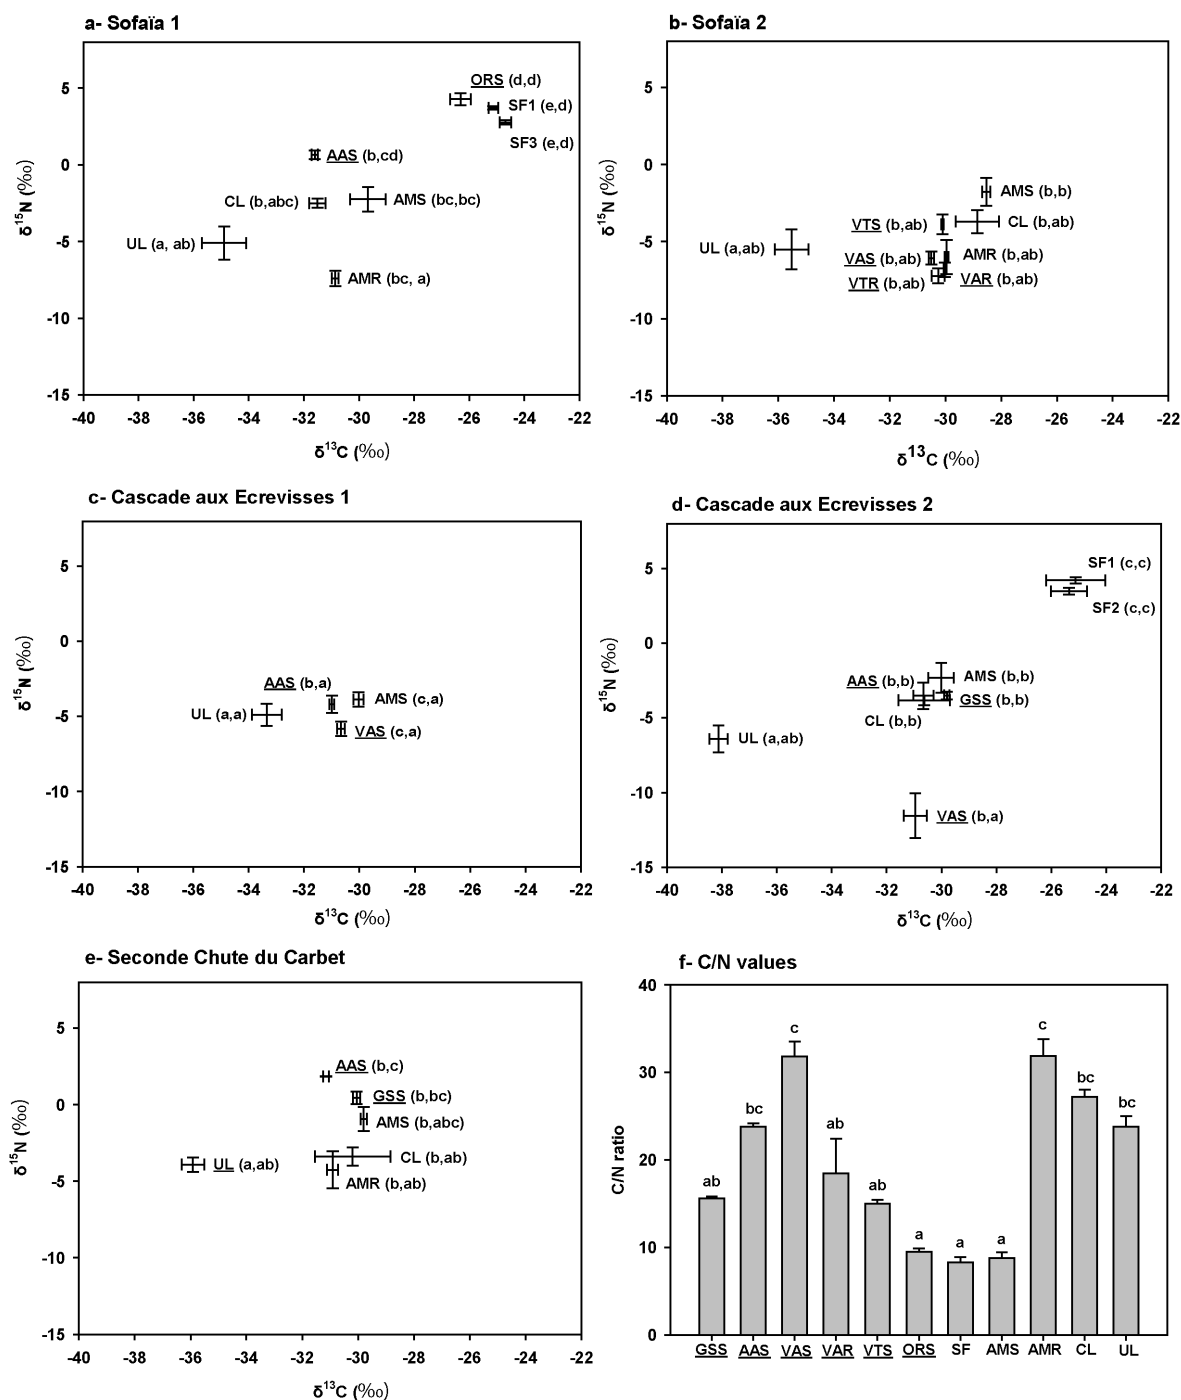 a- Sofaïa 1
δ15N (‰)
5
0
-5
-10
-15
ORS (d,d)
SF1 (e,d)
SF3 (e,d)
AAS (b,cd)
CL (b,abc)
AMS (bc,bc)
UL (a, ab)
AMR (bc, a)
-40 -38 -36 -34 -32 -30 -28 -26 -24 -22
δ13C (‰)
b- Sofaïa 2
δ15N (‰)
5
0
-5
-10
-15
AMS (b,b)
VTS (b,ab)
CL (b,ab)
UL (a,ab)
VAS (b,ab)
AMR (b,ab)
VTR (b,ab)
VAR (b,ab)
-40 -38 -36 -34 -32 -30 -28 -26 -24 -22
δ13C (‰)
c- Cascade aux Ecrevisses 1
δ15N (‰)
5
0
-5
-10
-15
AAS (b,a)
AMS (c,a)
UL (a,a)
VAS (c,a)
-40 -38 -36 -34 -32 -30 -28 -26 -24 -22
δ13C (‰)
d- Cascade aux Ecrevisses 2
δ15N (‰)
5
0
-5
-10
-15
SF1 (c,c)
SF2 (c,c)
AAS (b,b)
AMS (b,b)
GSS (b,b)
CL (b,b)
UL (a,ab)
VAS (b,a)
-40 -38 -36 -34 -32 -30 -28 -26 -24 -22
δ13C (‰)
e- Seconde Chute du Carbet
δ15N (‰)
5
0
-5
-10
-15
AAS (b,c)
GSS (b,bc)
AMS (b,abc)
CL (b,ab)
UL (a,ab)
AMR (b,ab)
-40 -38 -36 -34 -32 -30 -28 -26 -24 -22
δ13C (‰)
f- C/N values
C/N ratio
40
30
20
10
0
ab bc c ab ab a a a c bc bc
GSS AAS VAS VAR VTS ORS SF AMS AMR CL UL